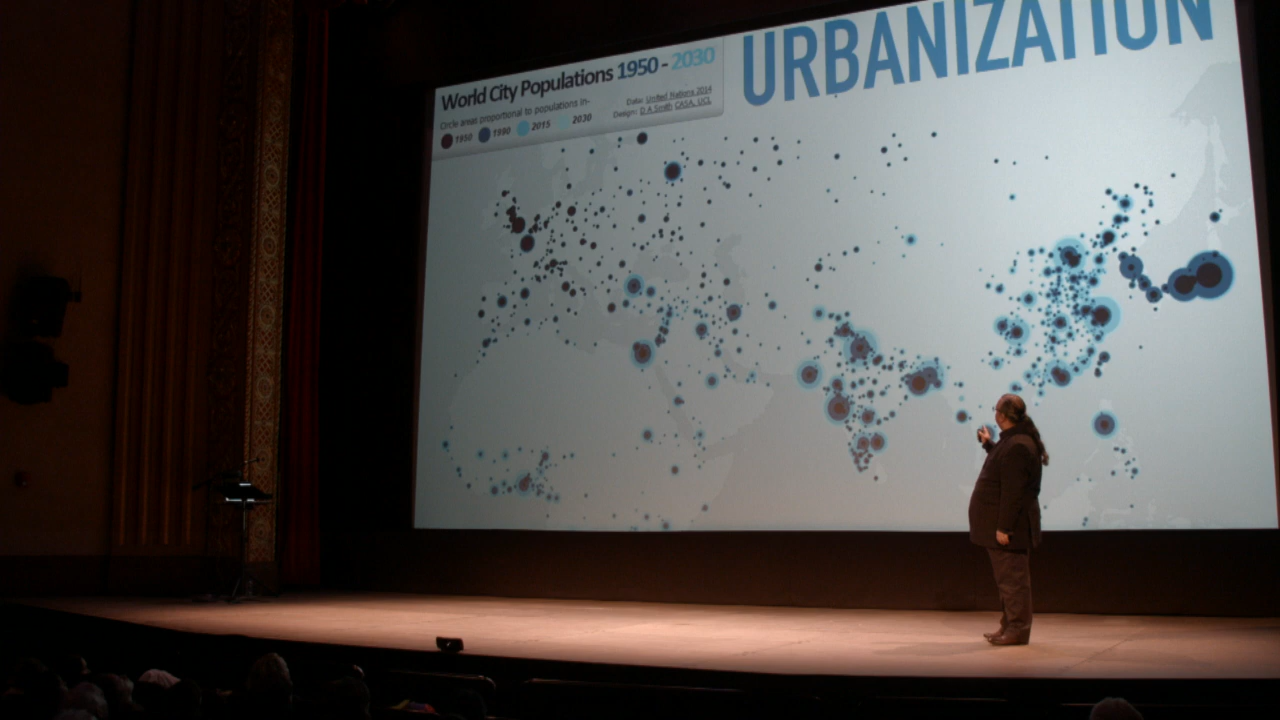 URBANIZATION
World City Populations 1950 - 2030
Circle areas proportional to populations in-
1950 1990 2015 2030
Data: United Nations 2014
Design: D A Smith CASA, UCL